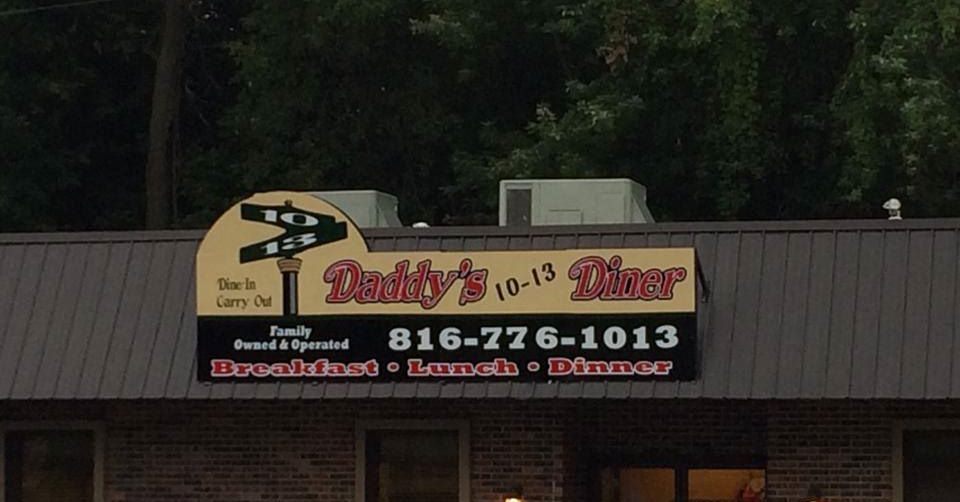 10
13
Dine-In
Carry Out
Daddy's 10-13 Diner
Family
Owned & Operated
816-776-1013
Breakfast • Lunch • Dinner